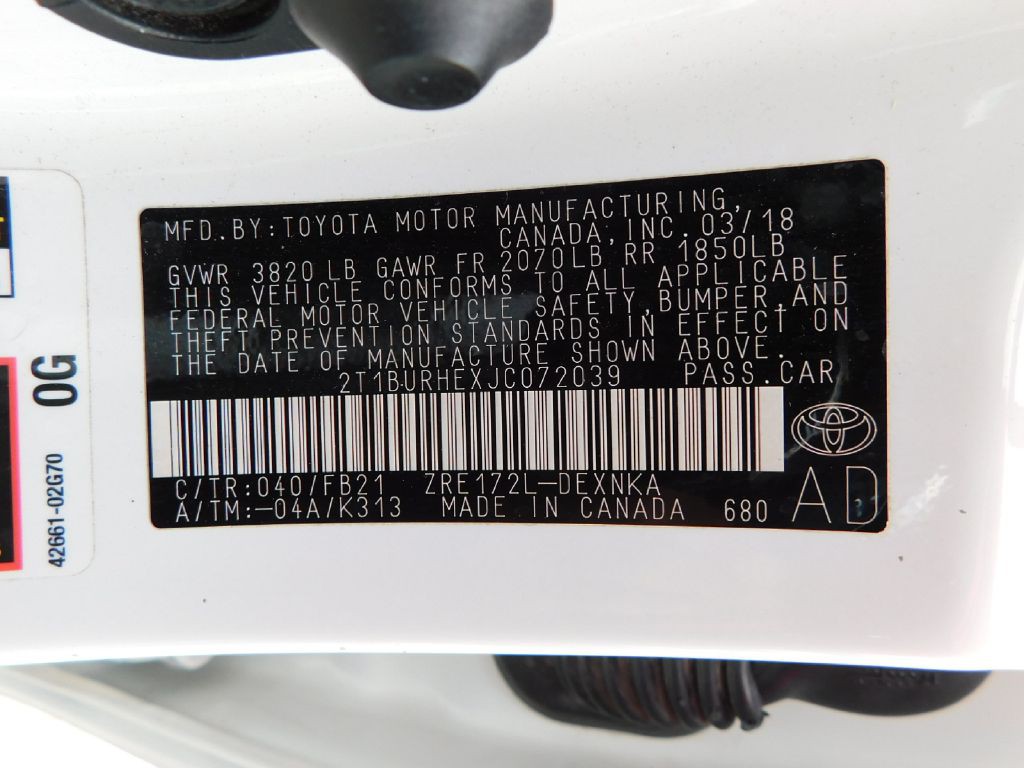 MFD. BY: TOYOTA MOTOR MANUFACTURING,
CANADA, INC. 03/18
GVWR 3820 LB GAWR FR 2070LB RR 1850LB
THIS VEHICLE CONFORMS TO ALL APPLICABLE
FEDERAL MOTOR VEHICLE SAFETY, BUMPER, AND
THEFT PREVENTION STANDARDS IN EFFECT ON
THE DATE OF MANUFACTURE SHOWN ABOVE.
2T1BURHEXJC072039 PASS. CAR
C/TR: 040/FB21 ZRE172L-DEXNKA
A/TM:-04A/K313 MADE IN CANADA 680
AD
0G
42661-02G70